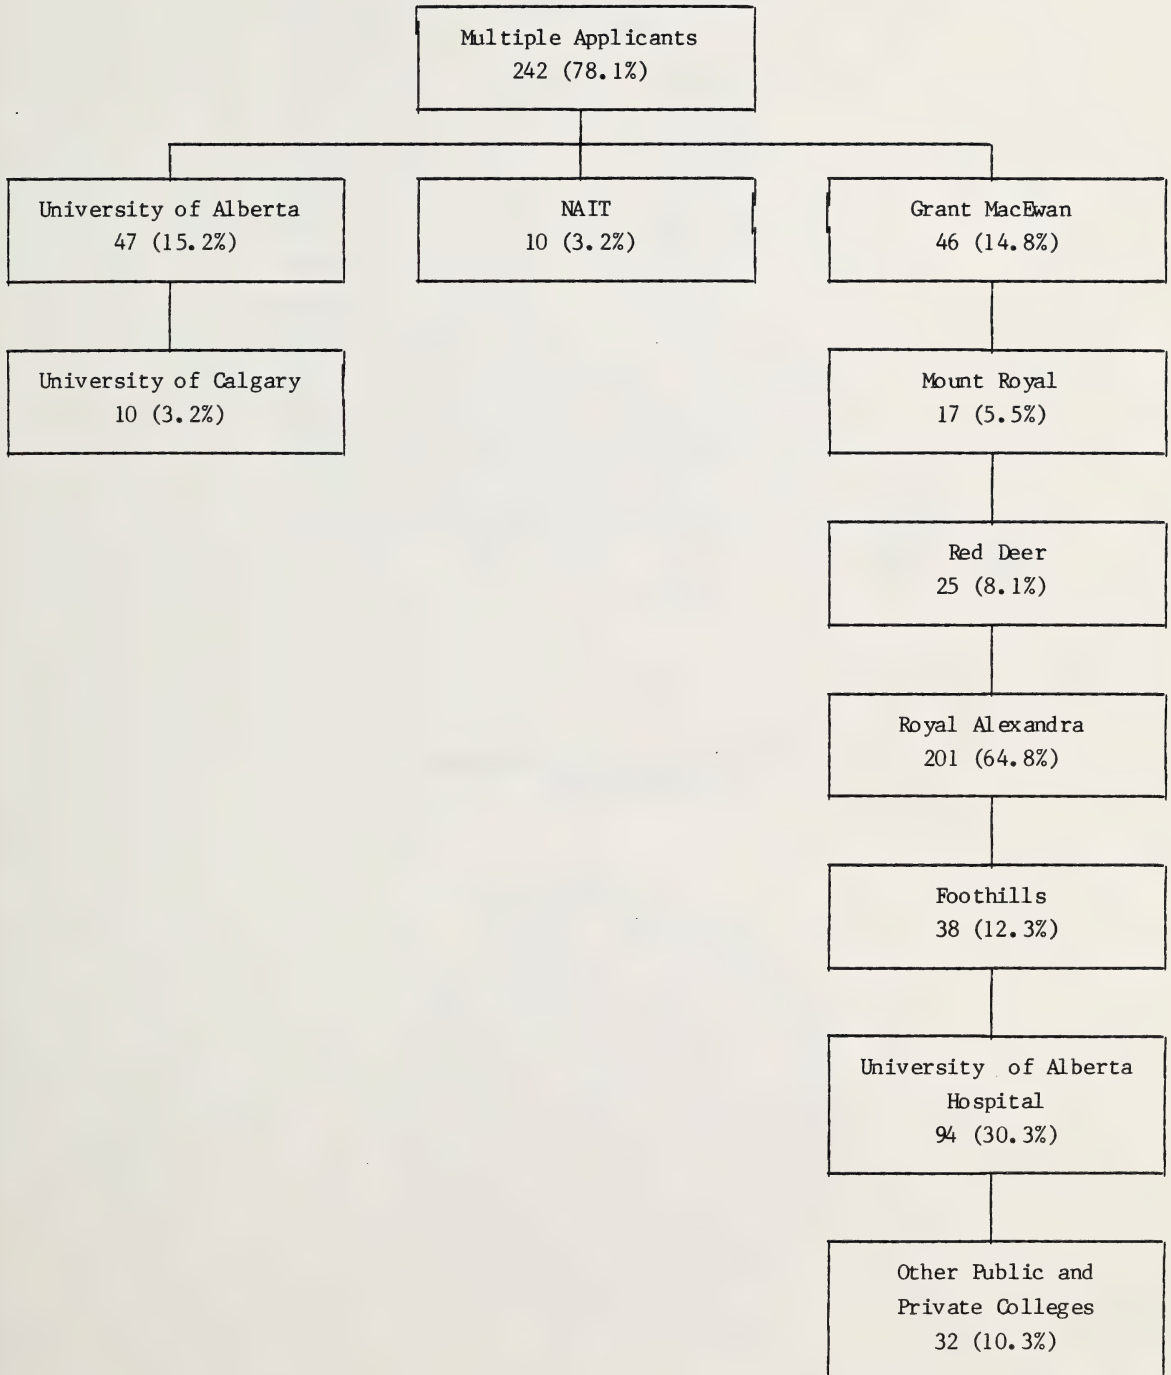 Multiple Applicants
242 (78.1%)
University of Alberta
47 (15.2%)
NAIT
10 (3.2%)
Grant MacEwan
46 (14.8%)
University of Calgary
10 (3.2%)
Mount Royal
17 (5.5%)
Red Deer
25 (8.1%)
Royal Alexandra
201 (64.8%)
Foothills
38 (12.3%)
University of Alberta
Hospital
94 (30.3%)
Other Public and
Private Colleges
32 (10.3%)